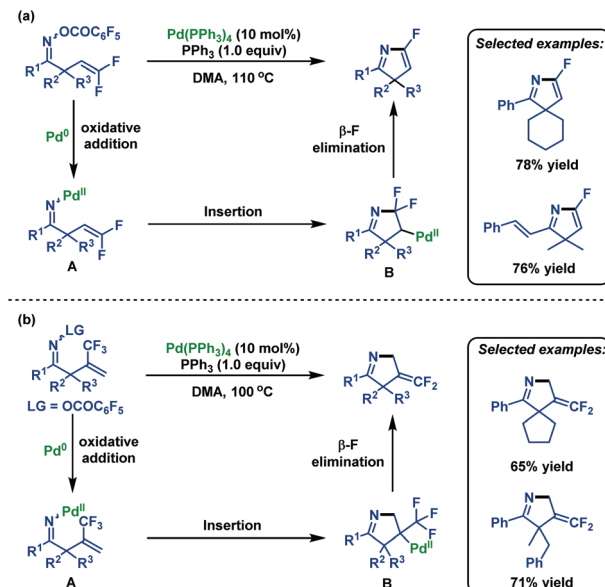 (a)
N OCOC6F5
R1 R2 R3 F F
Pd(PPh3)4 (10 mol%)
PPh3 (1.0 equiv)
DMA, 110 °C
N F
R1 R2 R3
Selected examples:
N F
Ph
78% yield
Pd0 oxidative
addition
β-F
elimination
N PdII
R1 R2 R3 F F
A
Insertion
N F F
R1 PdII
R2 R3
B
N F
Ph
76% yield
(b)
N LG
CF3
R1 R2 R3
LG = OCOC6F5
Pd(PPh3)4 (10 mol%)
PPh3 (1.0 equiv)
DMA, 100 °C
N
R1 CF2
R2 R3
Selected examples:
N
Ph CF2
65% yield
Pd0 oxidative
addition
β-F
elimination
N PdII
CF3
R1 R2 R3
A
Insertion
N F F F
R1 PdII
R2 R3
B
N
Ph CF2
Ph
71% yield